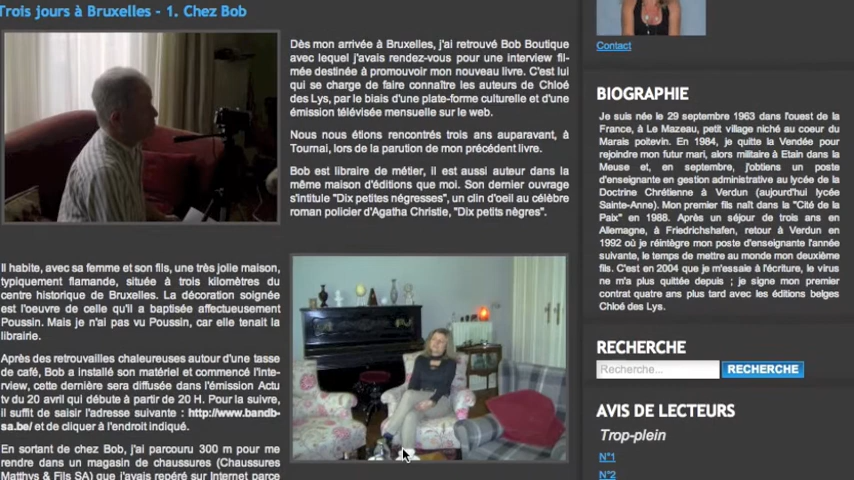 Trois jours à Bruxelles - 1. Chez Bob
Dès mon arrivée à Bruxelles, j'ai retrouvé Bob Boutique
avec lequel j'avais rendez-vous pour une interview fil-
mée destinée à promouvoir mon nouveau livre. C'est lui
qui se charge de faire connaître les auteurs de Chloé
des Lys, par le biais d'une plate-forme culturelle et d'une
émission télévisée mensuelle sur le web.
Nous nous étions rencontrés trois ans auparavant, à
Tournai, lors de la parution de mon précédent livre.
Bob est libraire de métier, il est aussi auteur dans la
même maison d'éditions que moi. Son dernier ouvrage
s'intitule "Dix petites négresses", un clin d'oeil au célèbre
roman policier d'Agatha Christie, "Dix petits nègres".
Il habite, avec sa femme et son fils, une très jolie maison,
typiquement flamande, située à trois kilomètres du
centre historique de Bruxelles. La décoration soignée
est l'oeuvre de celle qu'il a baptisée affectueusement
Poussin. Mais je n'ai pas vu Poussin, car elle tenait la
librairie.
Après des retrouvailles chaleureuses autour d'une tasse
de café, Bob a installé son matériel et commencé l'inte-
rview, cette dernière sera diffusée dans l'émission Actu
tv du 20 avril qui débute à partir de 20 H. Pour la suivre,
il suffit de saisir l'adresse suivante : http://www.bandb-
sa.be/ et de cliquer à l'endroit indiqué.
En sortant de chez Bob, j'ai parcouru 300 m pour me
rendre dans un magasin de chaussures (Chaussures
Matthys & Fils SA) que j'avais repéré sur Internet parce
Contact
BIOGRAPHIE
Je suis née le 29 septembre 1963 dans l'ouest de la
France, à Le Mazeau, petit village niché au coeur du
Marais poitevin. En 1984, je quitte la Vendée pour
rejoindre mon futur mari, alors militaire à Etain dans la
Meuse et, en septembre, j'obtiens un poste
d'enseignante en gestion administrative au lycée de la
Doctrine Chrétienne à Verdun (aujourd'hui lycée
Sainte-Anne). Mon premier fils naît dans la "Cité de la
Paix" en 1988. Après un séjour de trois ans en
Allemagne, à Friedrichshafen, retour à Verdun en
1992 où je réintègre mon poste d'enseignante l'année
suivante, le temps de mettre au monde mon deuxième
fils. C'est en 2004 que je m'essaie à l'écriture, le virus
ne m'a plus quittée depuis ; je signe mon premier
contrat quatre ans plus tard avec les éditions belges
Chloé des Lys.
RECHERCHE
Recherche... RECHERCHE
AVIS DE LECTEURS
Trop-plein
N°1
N°2